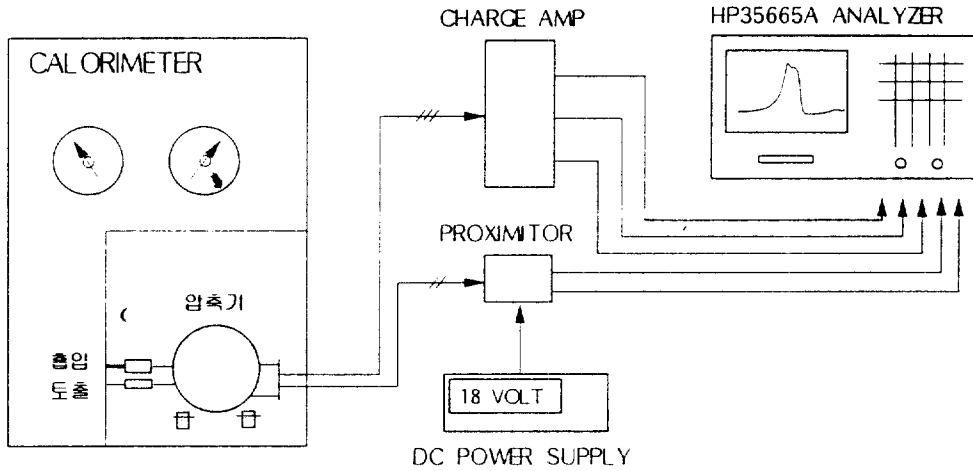 CHARGE AMP
HP35665A ANALYZER
CALORIMETER
PROXIMITOR
압축기
흡입
토출
18 VOLT
DC POWER SUPPLY